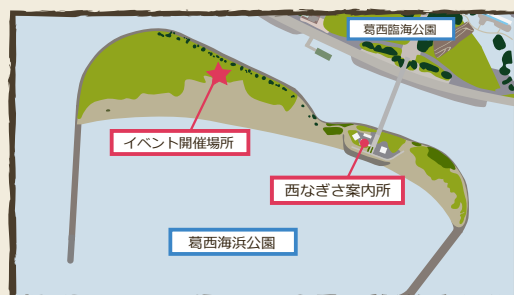 葛西臨海公園
イベント開催場所
西なぎさ案内所
葛西海浜公園